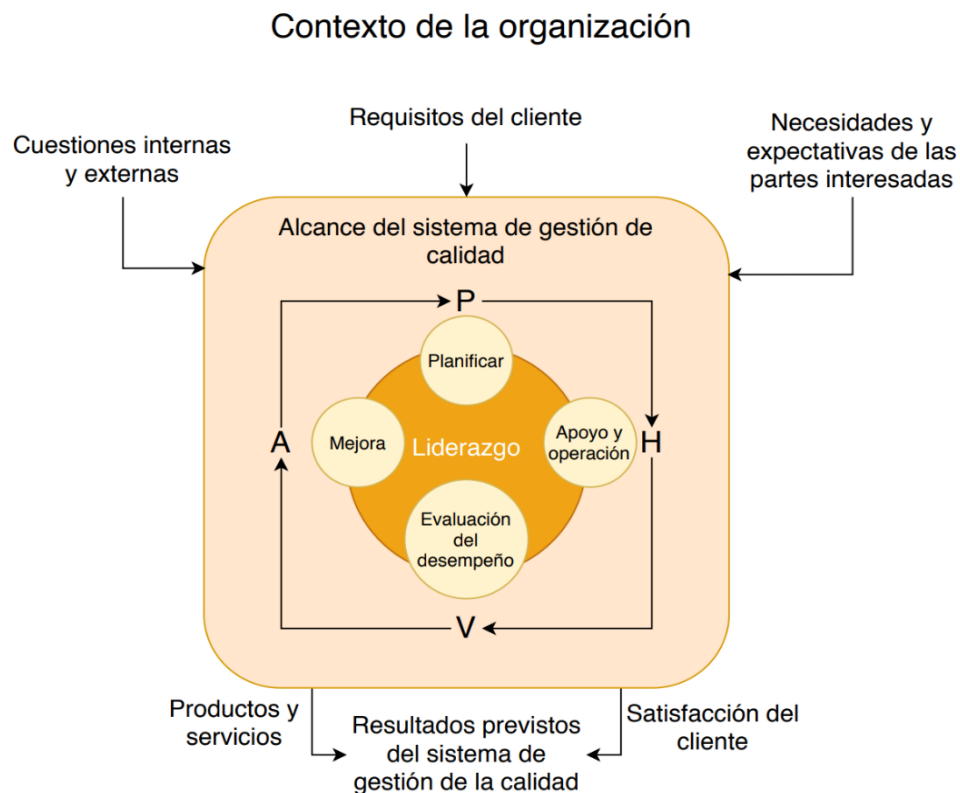 Contexto de la organización
Requisitos del cliente
Cuestiones internas
y externas
Necesidades y
expectativas de las
partes interesadas
Alcance del sistema de gestión de
calidad
P
Planificar
A
Mejora
Liderazgo
Apoyo y
operación
H
Evaluación
del
desempeño
V
Productos y
servicios
Resultados previstos
del sistema de
gestión de la calidad
Satisfacción del
cliente